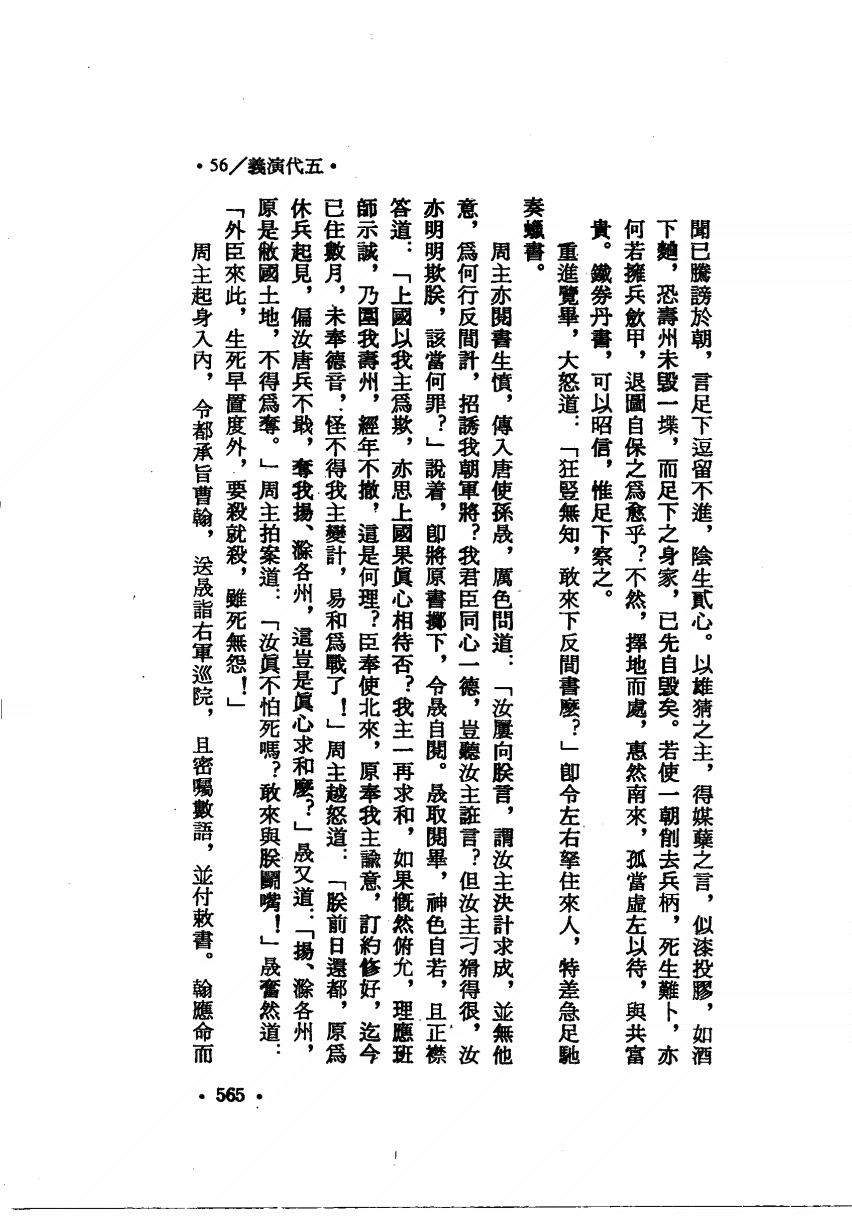 •56／義演代五•
聞已騰謗於朝，言足下逗留不進，陰生貳心。以雄猜之主，得媒蘗之言，似漆投膠，如酒
下麯，恐壽州未毀一堞，而足下之身家，已先自毀矣。若使一朝削去兵柄，死生難卜，亦
何若擁兵斂甲，退圖自保之爲愈乎？不然，擇地而處，惠然南來，孤當虛左以待，與共富
貴。鐵券丹書，可以昭信，惟足下察之。
重進覽畢，大怒道：「狂豎無知，敢來下反間書麼？」卽令左右拏住來人，特差急足馳
奏蠟書。
周主亦閱書生憤，傳入唐使孫晟，厲色問道：「汝屢向朕言，謂汝主決計求成，並無他
意，爲何行反間計，招誘我朝軍將？我君臣同心一德，豈聽汝主誑言？但汝主刁猾得很，汝
亦明明欺朕，該當何罪？」說着，卽將原書擲下，令晟自閱。晟取閱畢，神色自若，且正襟
答道：「上國以我主爲欺，亦思上國果眞心相待否？我主一再求和，如果慨然俯允，理應班
師示誠，乃圍我壽州，經年不撤，這是何理？臣奉使北來，原奉我主諭意，訂約修好，迄今
已住數月，未奉德音，怪不得我主變計，易和爲戰了！」周主越怒道：「朕前日還都，原爲
休兵起見，偏汝唐兵不戢，奪我揚、滁各州，這豈是眞心求和麼？」晟又道：「揚、滁各州，
原是敝國土地，不得爲奪。」周主拍案道：「汝眞不怕死嗎？敢來與朕鬭嘴！」晟奮然道：
「外臣來此，生死早置度外，要殺就殺，雖死無怨！」
周主起身入內，令都承旨曹翰，送晟詣右軍巡院，且密囑數語，並付敕書。翰應命而
•565•